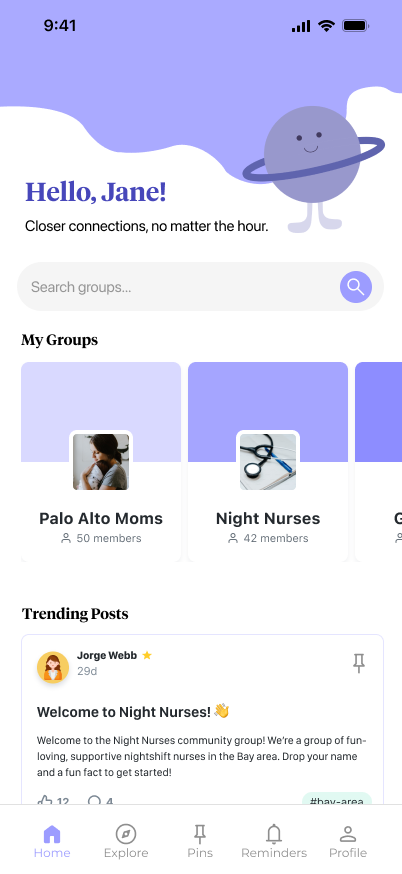 9:41
Hello, Jane!
Closer connections, no matter the hour.
Search groups...
My Groups
Palo Alto Moms
50 members
Night Nurses
42 members
G
Trending Posts
Jorge Webb
29d
Welcome to Night Nurses! 👋
Welcome to the Night Nurses community group! We're a group of fun-
loving, supportive nightshift nurses in the Bay area. Drop your name
and a fun fact to get started!
12 4 #bay-area
Home Explore Pins Reminders Profile